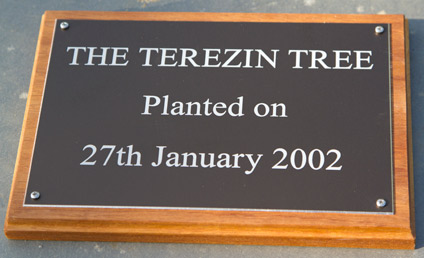 THE TEREZIN TREE
Planted on
27th January 2002